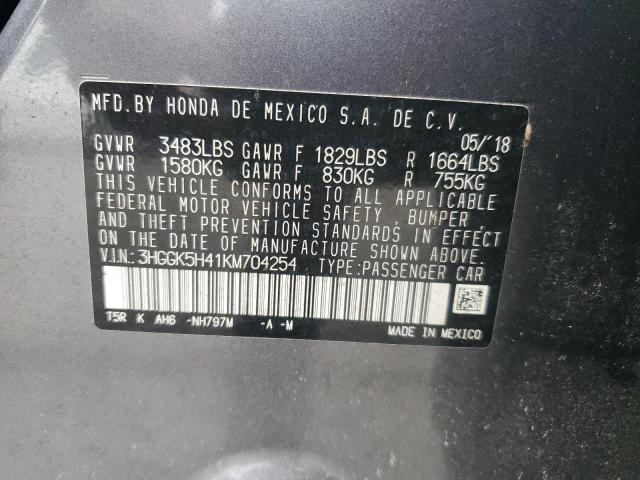 MFD.BY HONDA DE MEXICO S.A. DE C.V.
05/'18
GVWR 3483LBS GAWR F 1829LBS R 1664LBS
GVWR 1580KG GAWR F 830KG R 755KG
THIS VEHICLE CONFORMS TO ALL APPLICABLE
FEDERAL MOTOR VEHICLE SAFETY BUMPER,
AND THEFT PREVENTION STANDARDS IN EFFECT
ON THE DATE OF MANUFACTURE SHOWN ABOVE.
V.I.N.:3HGGK5H41KM704254 TYPE:PASSENGER CAR
T5R K AH6 -NH797M -A -M
MADE IN MEXICO